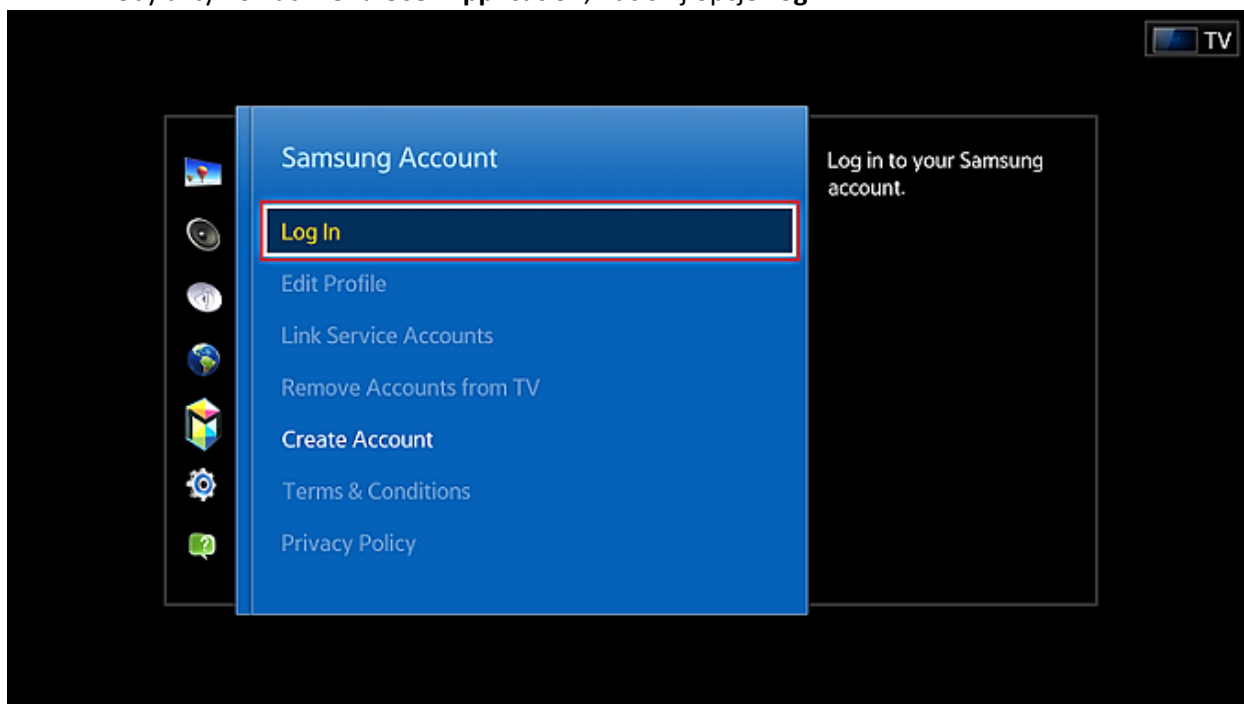 TV
Samsung Account
Log In
Edit Profile
Link Service Accounts
Remove Accounts from TV
Create Account
Terms & Conditions
Privacy Policy
Log in to your Samsung
account.